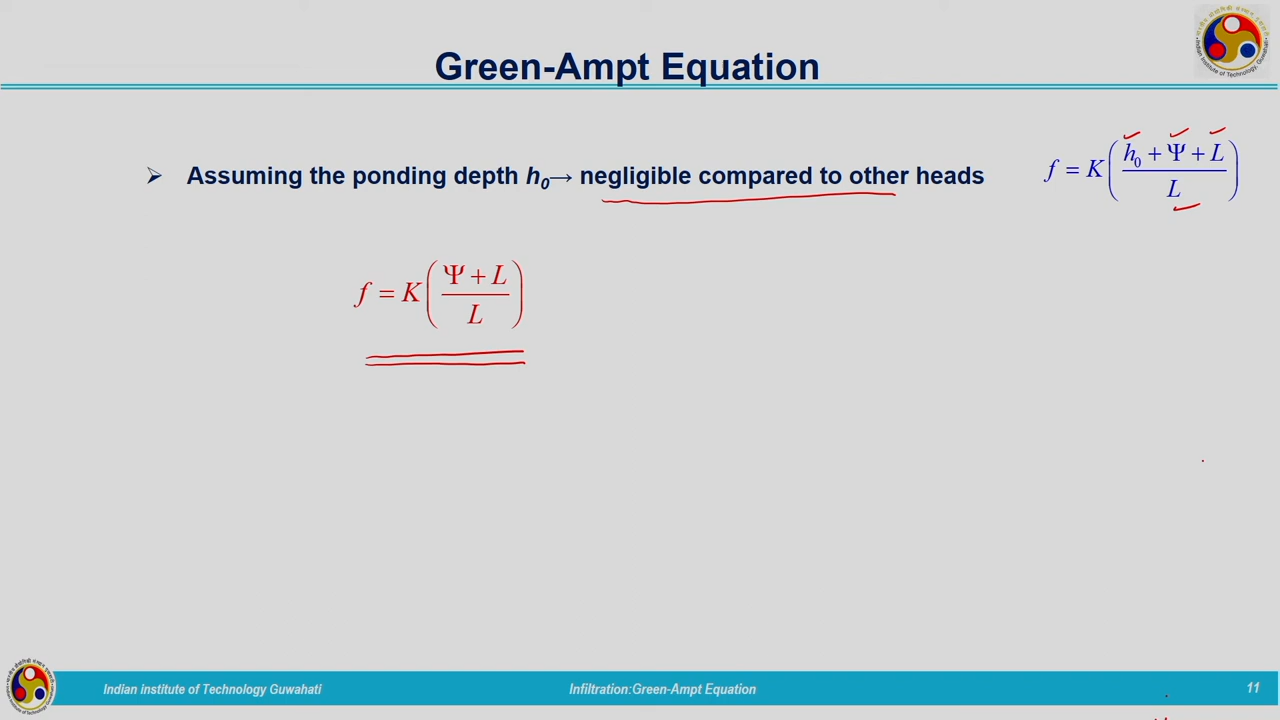 Green-Ampt Equation
➢ Assuming the ponding depth h₀→ negligible compared to other heads
f = K((h₀ + Ψ + L)/L)
f = K((Ψ + L)/L)
Indian institute of Technology Guwahati
Infiltration:Green-Ampt Equation
11